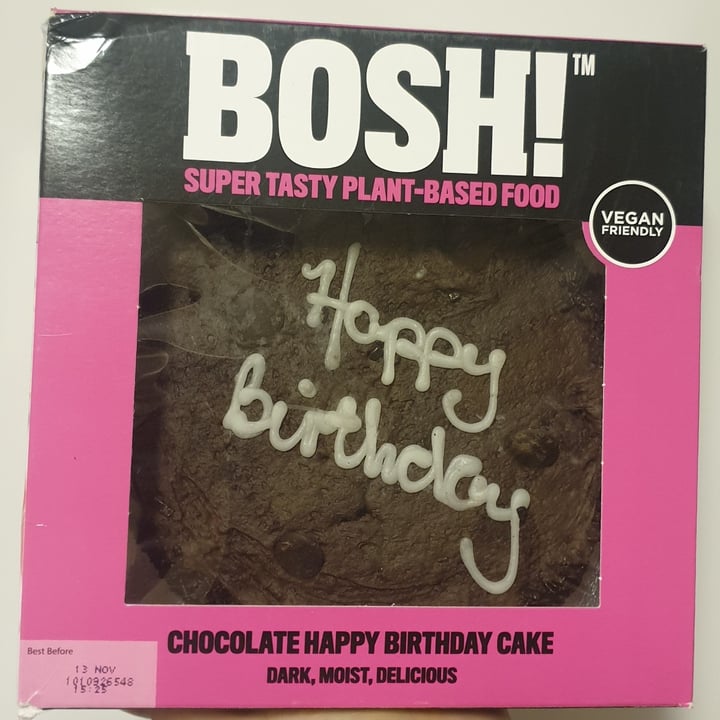 BOSH!™
SUPER TASTY PLANT-BASED FOOD
VEGAN
FRIENDLY
Happy
Birthday
CHOCOLATE HAPPY BIRTHDAY CAKE
DARK, MOIST, DELICIOUS
Best Before
13 NOV
1010926548
15:25